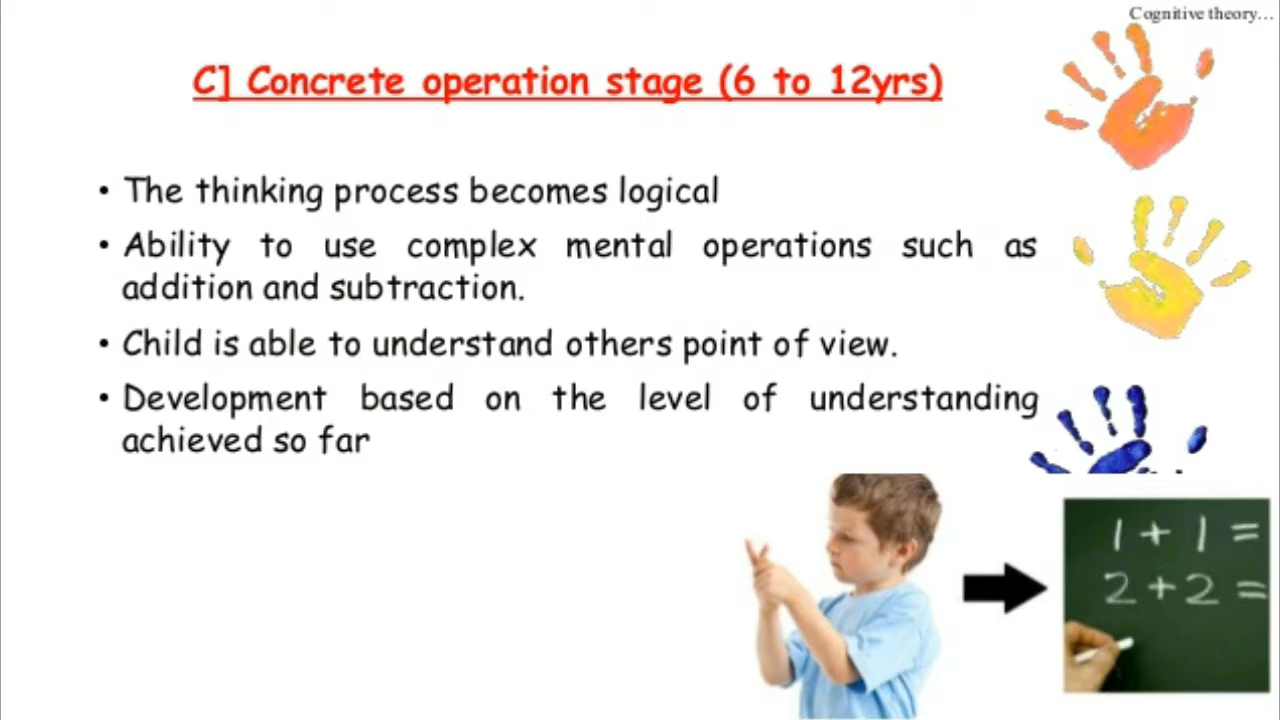 Cognitive theory...
C] Concrete operation stage (6 to 12yrs)
• The thinking process becomes logical
• Ability to use complex mental operations such as
addition and subtraction.
• Child is able to understand others point of view.
• Development based on the level of understanding
achieved so far
1 + 1 =
2 + 2 =